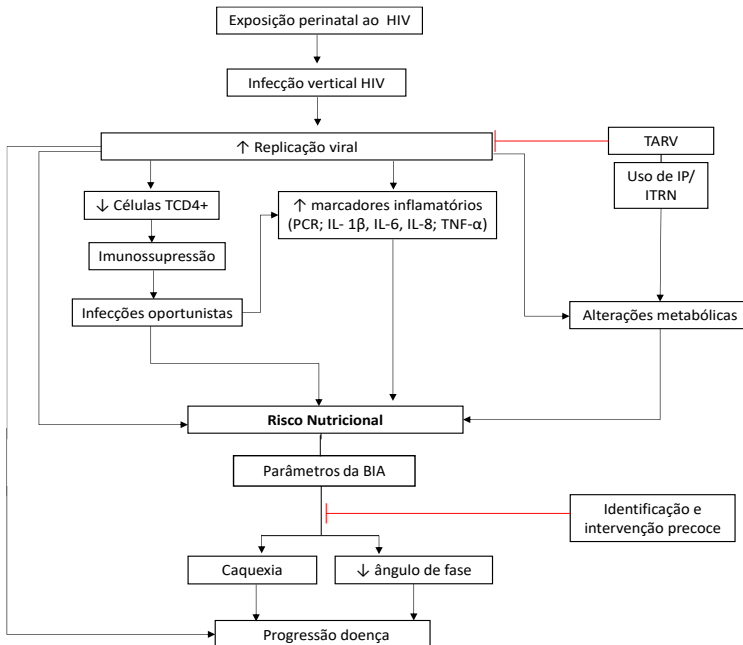 Exposição perinatal ao HIV
Infecção vertical HIV
↑ Replicação viral
TARV
Uso de IP/
ITRN
↓ Células TCD4+
↑ marcadores inflamatórios
(PCR; IL- 1β, IL-6, IL-8; TNF-α)
Imunossupressão
Infecções oportunistas
Alterações metabólicas
Risco Nutricional
Parâmetros da BIA
Identificação e
intervenção precoce
Caquexia
↓ ângulo de fase
Progressão doença